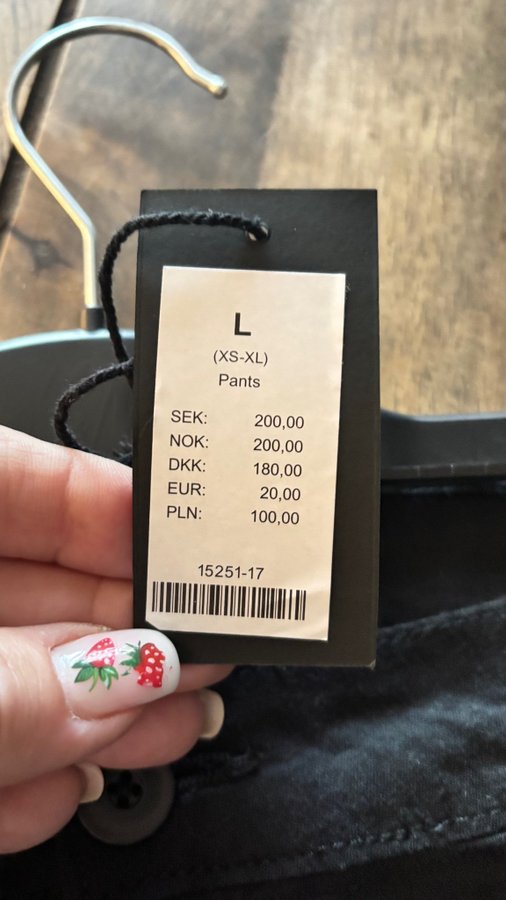 L
(XS-XL)
Pants
SEK: 200,00
NOK: 200,00
DKK: 180,00
EUR: 20,00
PLN: 100,00
15251-17